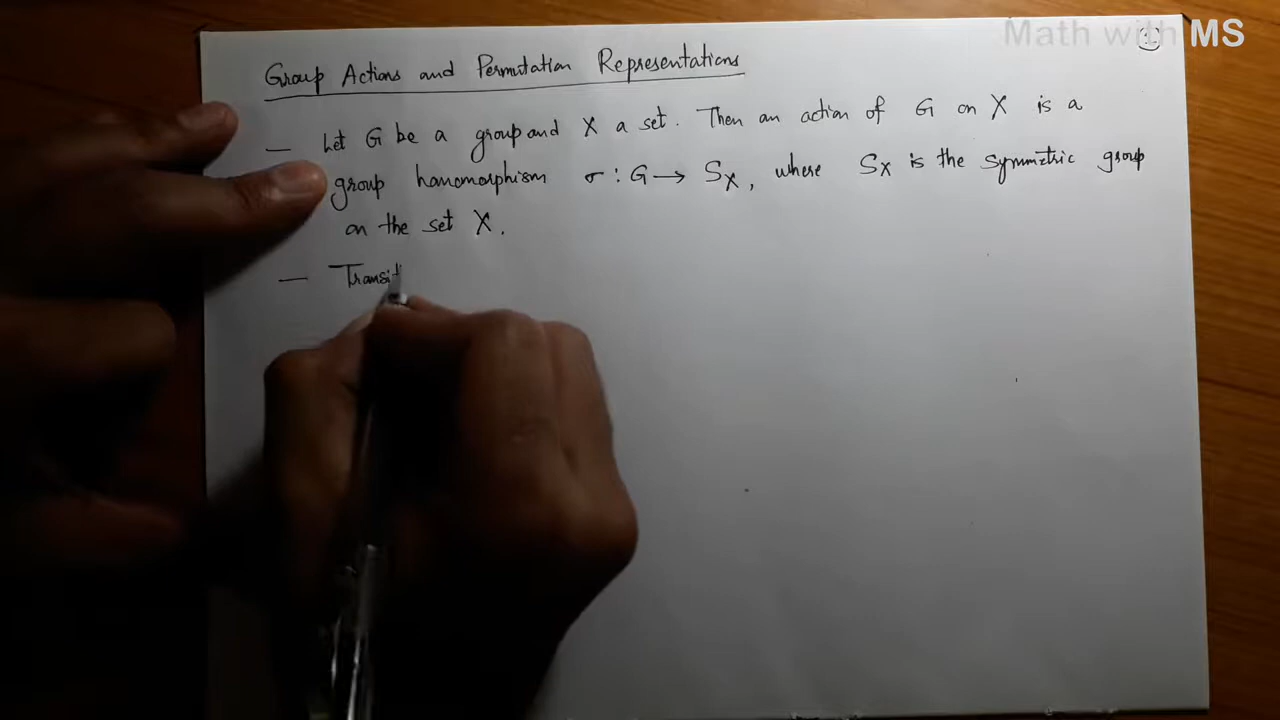 Math with MS
Group Actions and Permutation Representations
— Let G be a group and X a set. Then an action of G on X is a
group homomorphism σ : G → S_X, where S_X is the symmetric group
on the set X.
— Transit